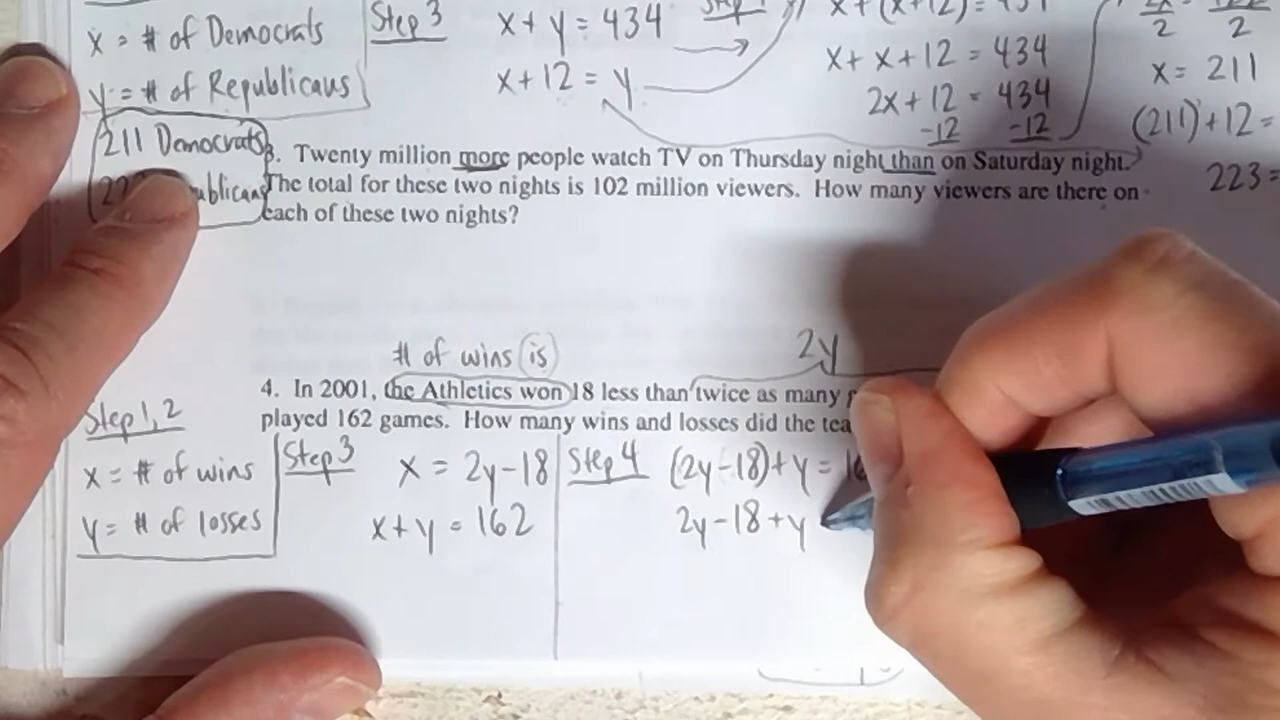 x = # of Democrats
y = # of Republicans
211 Democrats
Step 3
x + y = 434
x + 12 = y
x + x + 12 = 434
2x + 12 = 434
-12 -12
2 2
x = 211
(211) + 12 =
223 =
3. Twenty million more people watch TV on Thursday night than on Saturday night.
The total for these two nights is 102 million viewers. How many viewers are there on
each of these two nights?
# of wins is
2y
4. In 2001, the Athletics won 18 less than twice as many
played 162 games. How many wins and losses did the
Step 1, 2
x = # of wins
y = # of losses
Step 3
x = 2y - 18
x + y = 162
Step 4
(2y - 18) + y =
2y - 18 + y